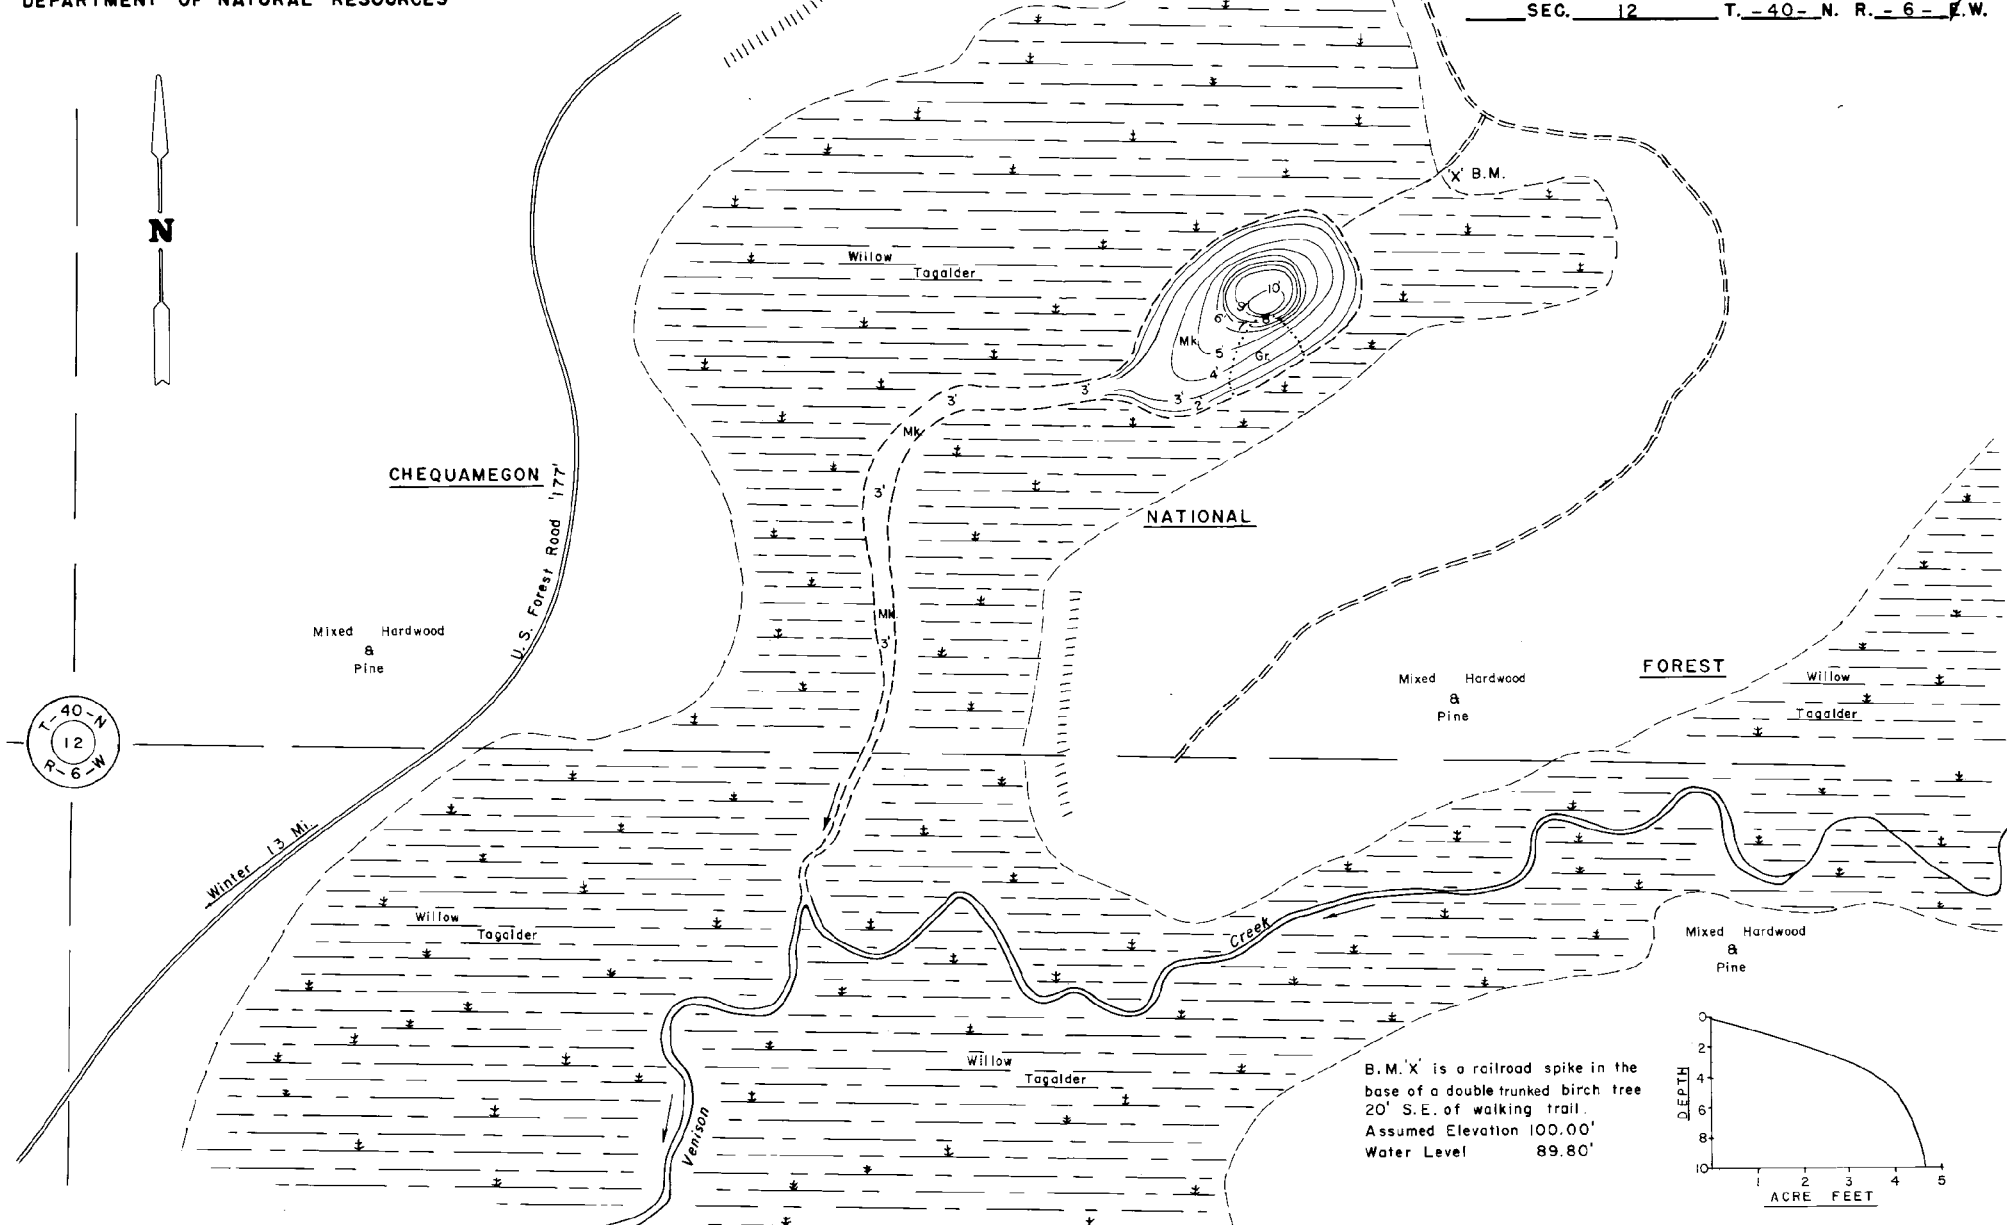 DEPARTMENT OF NATURAL RESOURCES
SEC. 12 T. -40- N. R. - 6 - E.W.
N
'X' B.M.
Willow
Tagalder
10'
9'
6'
7'
8'
Mk.
5'
Gr.
4'
3'
3'
3'
2'
Mk.
CHEQUAMEGON
3'
NATIONAL
U.S. Forest Road '177'
Mk.
3'
Mixed Hardwood
&
Pine
FOREST
Mixed Hardwood
&
Pine
Willow
Tagalder
T-40-N
12
R-6-W
Winter 13 Mi.
Willow
Tagalder
Creek
Mixed Hardwood
&
Pine
Willow
Tagalder
Venison
B.M.'X' is a railroad spike in the
base of a double trunked birch tree
20' S.E. of walking trail.
Assumed Elevation 100.00'
Water Level 89.80'
DEPTH
0
2
4
6
8
10
1 2 3 4 5
ACRE FEET